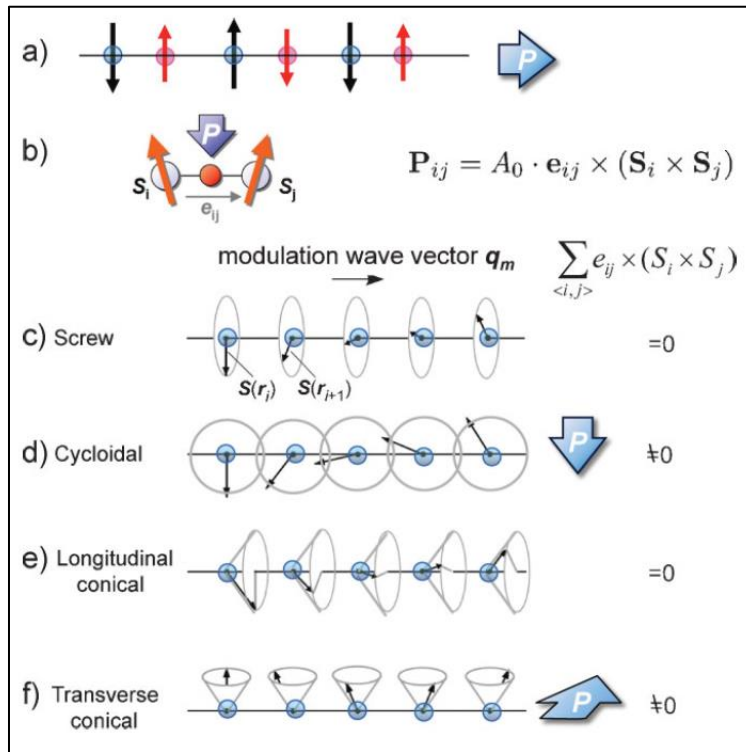 a)
P
b)
P
S_i
e_ij
S_j
P_ij = A_0 · e_ij × (S_i × S_j)
modulation wave vector q_m
∑_<i,j> e_ij × (S_i × S_j)
c) Screw
=0
S(r_i)
S(r_i+1)
d) Cycloidal
P
≠0
e) Longitudinal
conical
=0
f) Transverse
conical
P
≠0